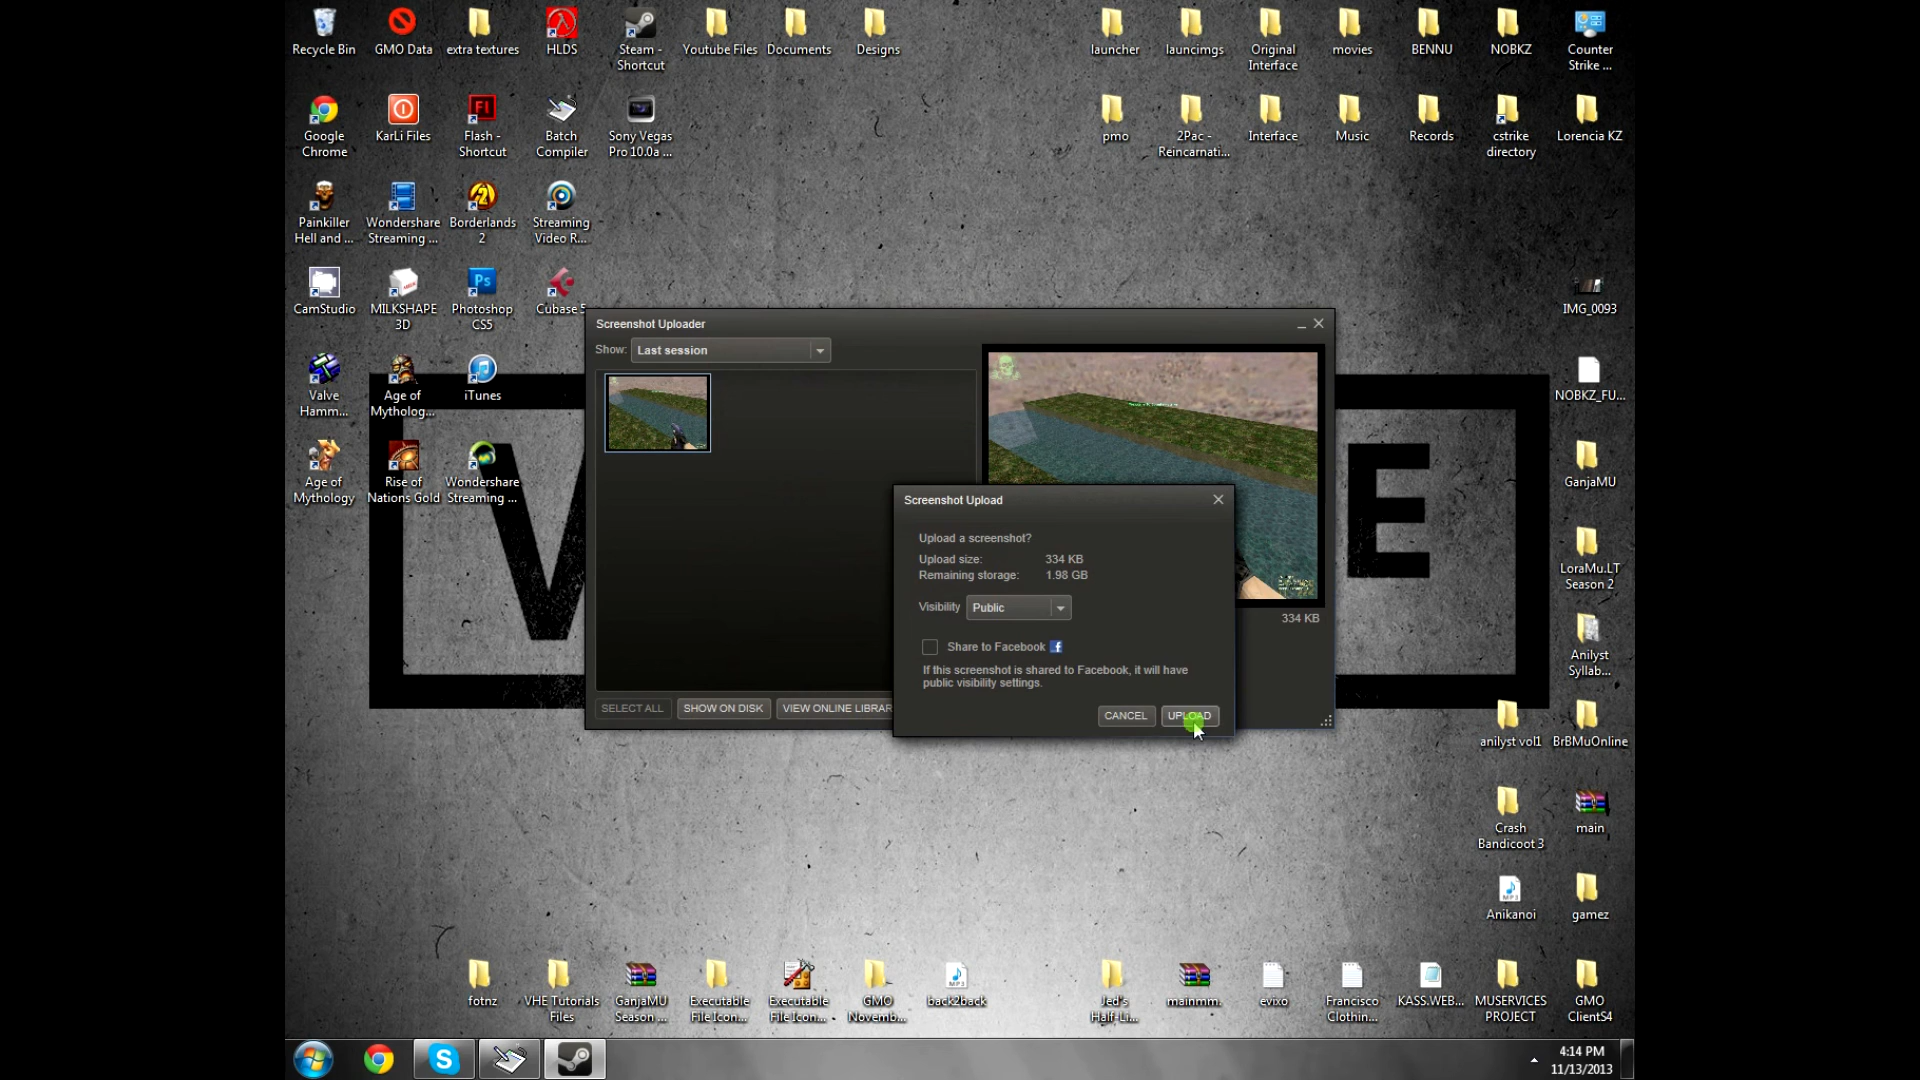 Recycle Bin
GMO Data
extra textures
HLDS
Steam -
Shortcut
Youtube Files
Documents
Designs
launcher
launcimgs
Original
Interface
movies
BENNU
NOBKZ
Counter
Strike ...
Google
Chrome
KarLi Files
Flash -
Shortcut
Batch
Compiler
Sony Vegas
Pro 10.0a ...
pmo
2Pac -
Reincarnati...
Interface
Music
Records
cstrike
directory
Lorencia KZ
Painkiller
Hell and ...
Wondershare
Streaming ...
Borderlands
2
Streaming
Video R...
CamStudio
MILKSHAPE
3D
Ps
Photoshop
CS5
Cubase 5
IMG_0093
Valve
Hamm...
Age of
Mytholog...
iTunes
NOBKZ_FU...
Age of
Mythology
Rise of
Nations Gold
Wondershare
Streaming ...
GanjaMU
LoraMu.LT
Season 2
Anilyst
Syllab...
anilyst vol1
BrBMuOnline
Crash
Bandicoot 3
main
Anikanoi
gamez
V
E
Screenshot Uploader
Show:
Last session
334 KB
SELECT ALL
SHOW ON DISK
VIEW ONLINE LIBRAR
Screenshot Upload
Upload a screenshot?
Upload size: 334 KB
Remaining storage: 1.98 GB
Visibility
Public
Share to Facebook
If this screenshot is shared to Facebook, it will have
public visibility settings.
CANCEL
UPLOAD
fotnz
VHE Tutorials
Files
GanjaMU
Season ...
Executable
File Icon...
Executable
File Icon...
GMO
Novemb...
back2back
Jed's
Half-Li...
mainmm.
evixo
Francisco
Clothin...
KASS.WEB...
MUSERVICES
PROJECT
GMO
ClientS4
4:14 PM
11/13/2013